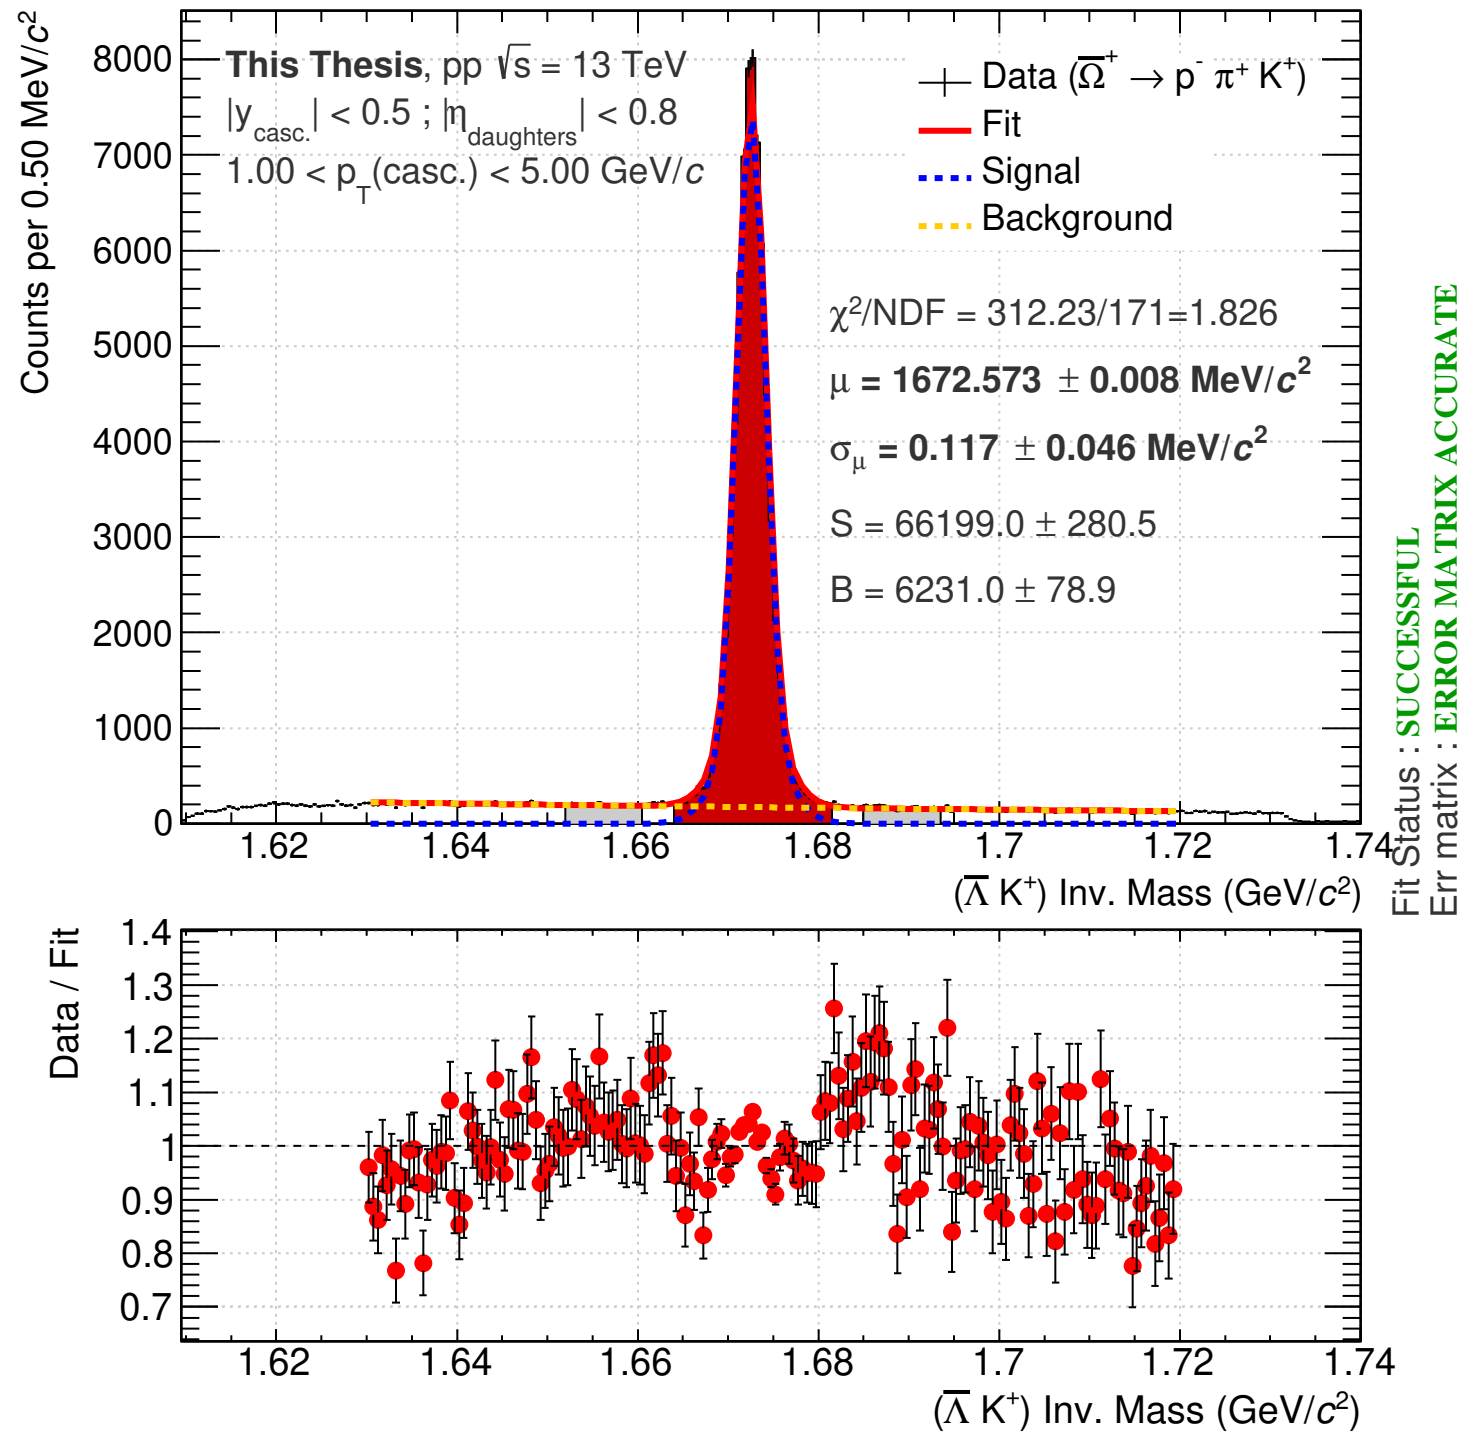 Counts per 0.50 MeV/c²
8000
7000
6000
5000
4000
3000
2000
1000
0
This Thesis, pp √s = 13 TeV
|y_casc.| < 0.5 ; |η_daughters| < 0.8
1.00 < p_T(casc.) < 5.00 GeV/c
Data (Ω̅⁺ → p⁻ π⁺ K⁺)
Fit
Signal
Background
χ²/NDF = 312.23/171=1.826
μ = 1672.573 ± 0.008 MeV/c²
σ_μ = 0.117 ± 0.046 MeV/c²
S = 66199.0 ± 280.5
B = 6231.0 ± 78.9
1.62 1.64 1.66 1.68 1.7 1.72 1.74
(Λ̅ K⁺) Inv. Mass (GeV/c²)
Fit Status : SUCCESSFUL
Err matrix : ERROR MATRIX ACCURATE
Data / Fit
1.4
1.3
1.2
1.1
1
0.9
0.8
0.7
1.62 1.64 1.66 1.68 1.7 1.72 1.74
(Λ̅ K⁺) Inv. Mass (GeV/c²)